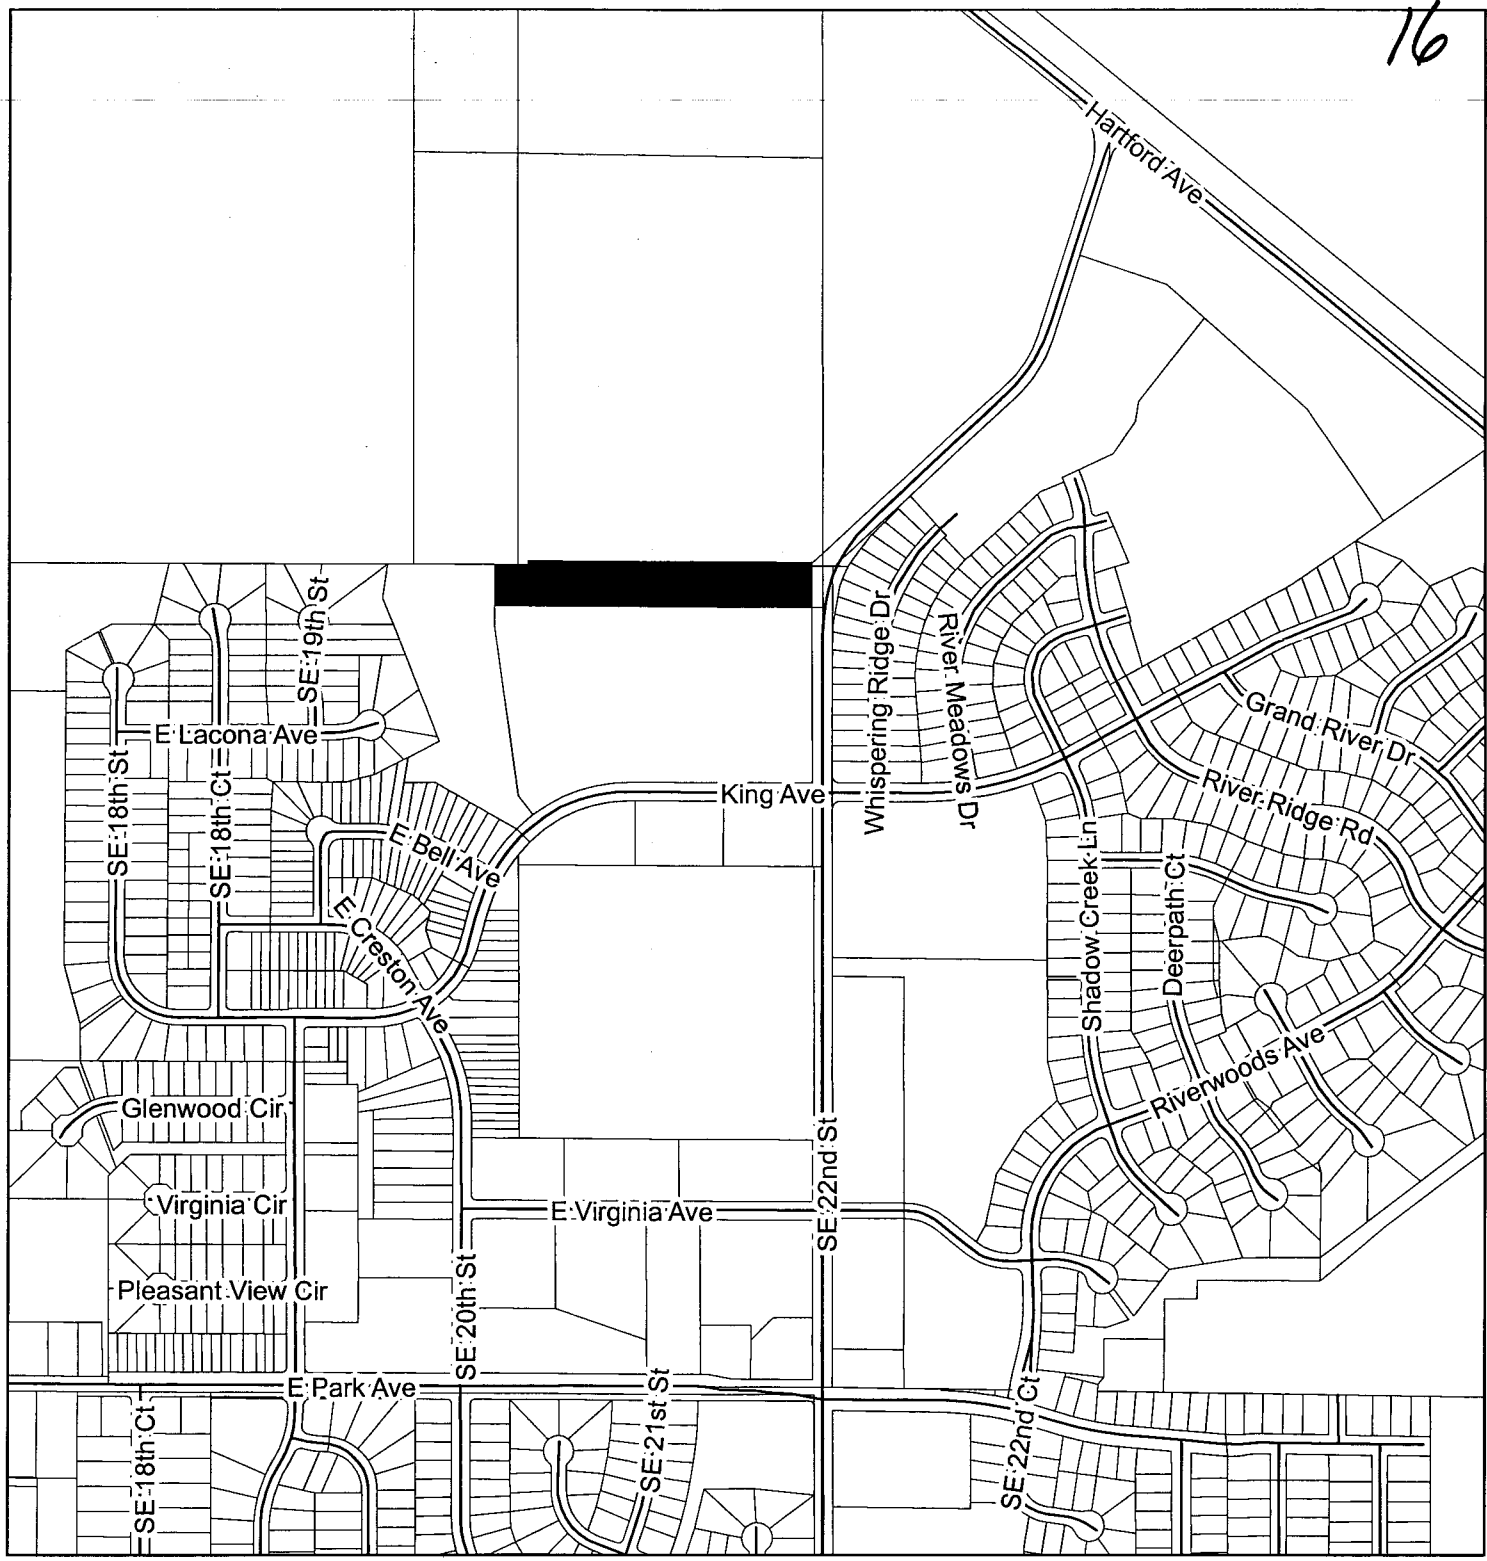 16
Hartford Ave
Whispering Ridge Dr
River Meadows Dr
SE 19th St
E Lacona Ave
SE 18th St
SE 18th Ct
King Ave
Grand River Dr
River Ridge Rd
E Bell Ave
E Creston Ave
Shadow Creek Ln
Deerpath Ct
Riverwoods Ave
Glenwood Cir
Virginia Cir
E Virginia Ave
SE 22nd St
Pleasant View Cir
SE 20th St
E Park Ave
SE 21st St
SE 22nd Ct
SE 18th Ct